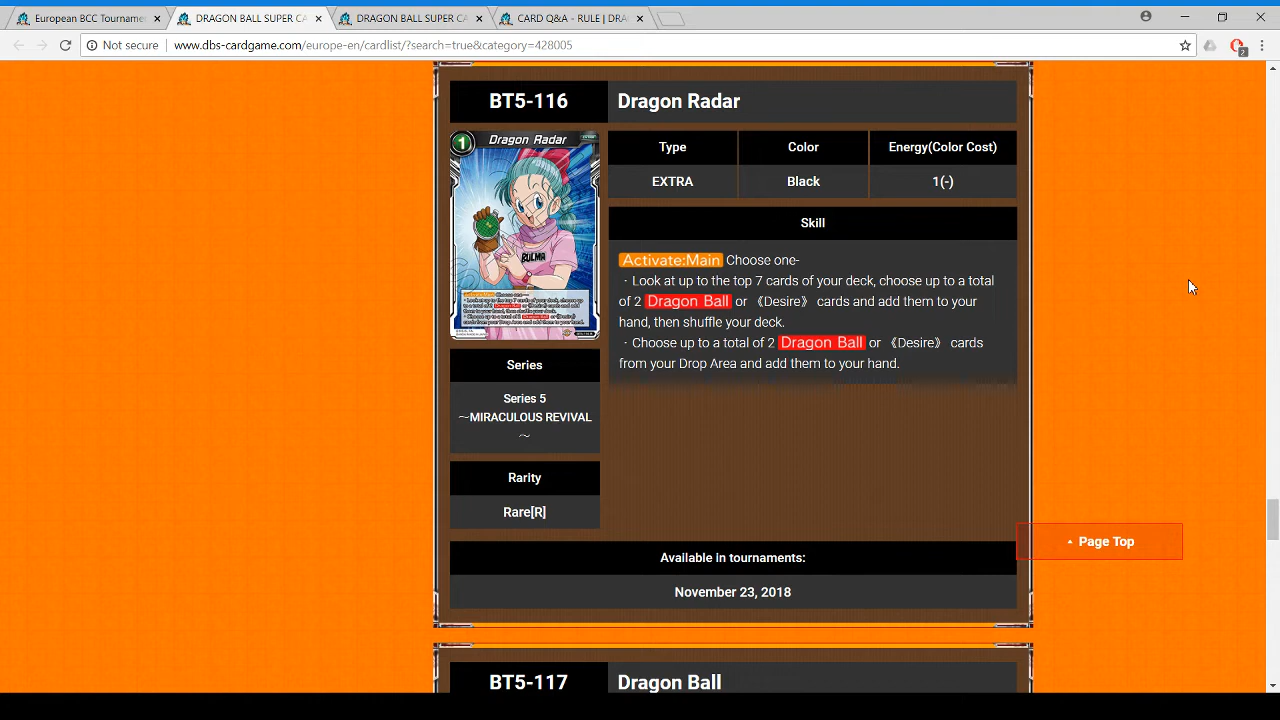 European BCC Tourname
DRAGON BALL SUPER CA
DRAGON BALL SUPER CA
CARD Q&A - RULE | DRA
Not secure
www.dbs-cardgame.com/europe-en/cardlist/?search=true&category=428005
2
BT5-116
Dragon Radar
1
Dragon Radar
BULMA
Type
Color
Energy(Color Cost)
EXTRA
Black
1(-)
Skill
Activate:Main Choose one-
・Look at up to the top 7 cards of your deck, choose up to a total
of 2 Dragon Ball or 《Desire》 cards and add them to your
hand, then shuffle your deck.
・Choose up to a total of 2 Dragon Ball or 《Desire》 cards
from your Drop Area and add them to your hand.
Series
Series 5
～MIRACULOUS REVIVAL
～
Rarity
Rare[R]
Page Top
Available in tournaments:
November 23, 2018
BT5-117
Dragon Ball